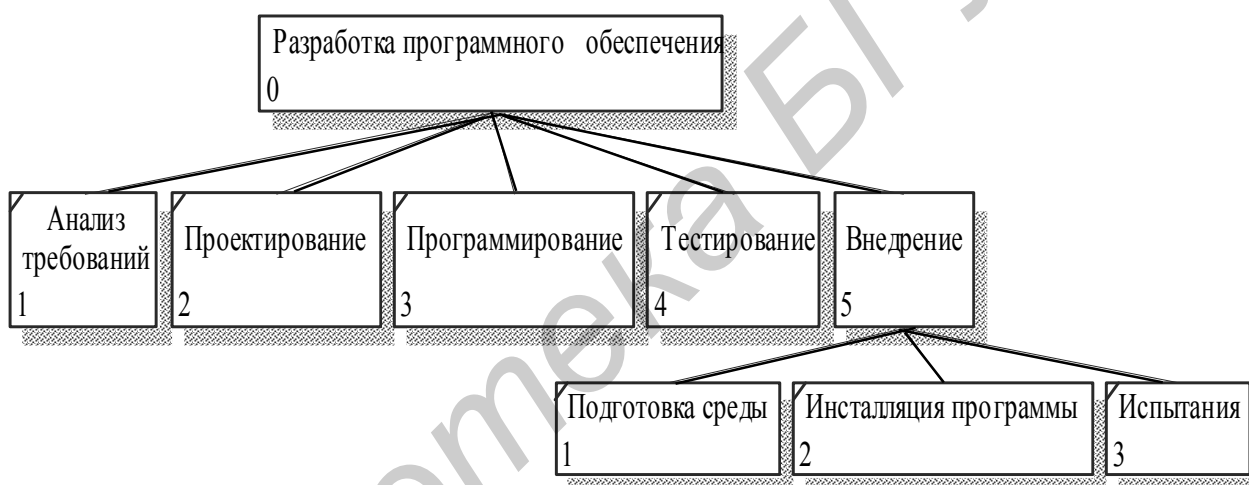 Разработка программного обеспечения
0
Анализ
требований
1
Проектирование
2
Программирование
3
Тестирование
4
Внедрение
5
Подготовка среды
1
Инсталляция программы
2
Испытания
3